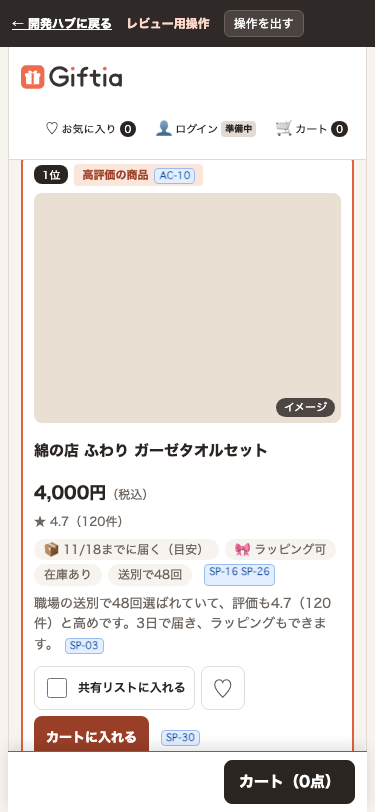 ← 開発ハブに戻る レビュー用操作 操作を出す
Giftia
♡ お気に入り 0 ログイン 準備中 カート 0
1位 高評価の商品 AC-10
イメージ
綿の店 ふわり ガーゼタオルセット
4,000円 (税込)
★ 4.7（120件）
11/18までに届く（目安） ラッピング可
在庫あり 送別で48回 SP-16 SP-26
職場の送別で48回選ばれていて、評価も4.7（120
件）と高めです。3日で届き、ラッピングもできま
す。 SP-03
共有リストに入れる ♡
カートに入れる SP-30
カート（0点）